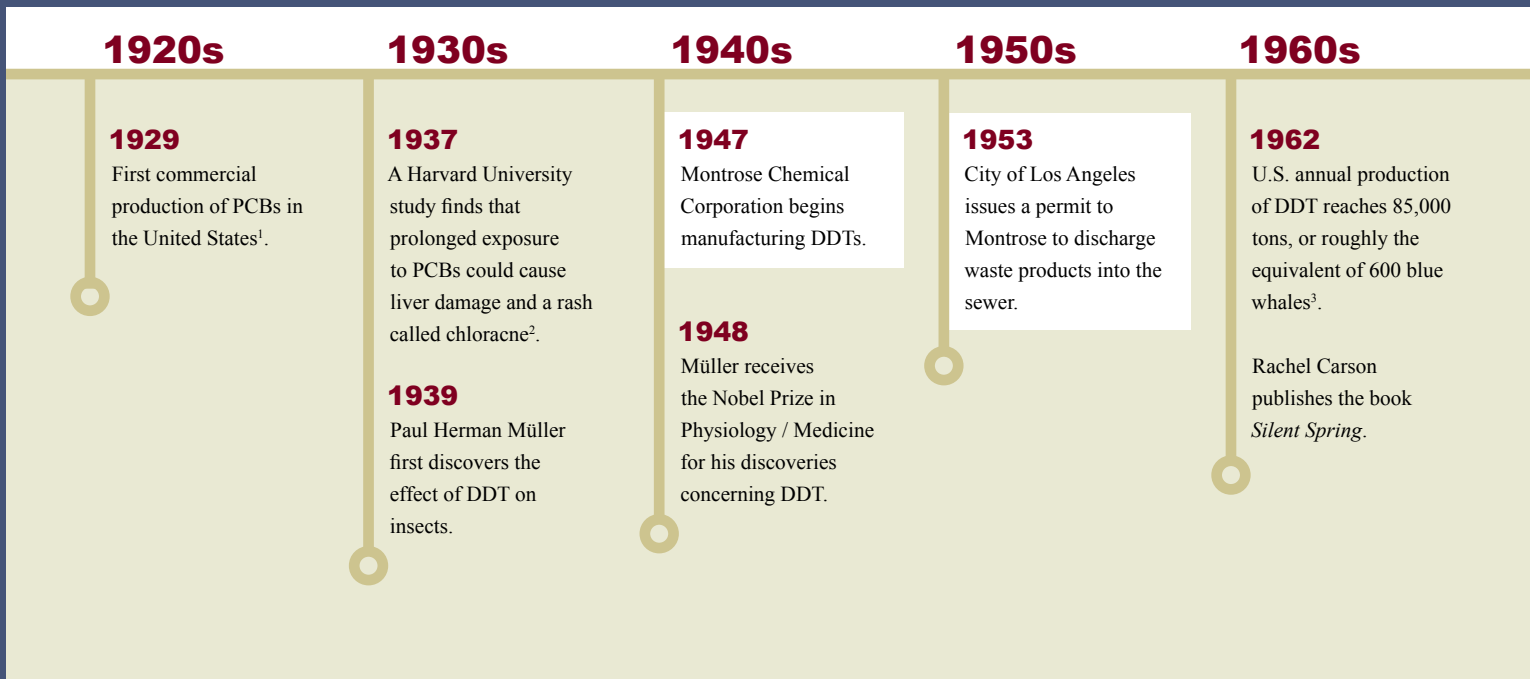 1920s
1930s
1940s
1950s
1960s
1929
First commercial
production of PCBs in
the United States¹.
1937
A Harvard University
study finds that
prolonged exposure
to PCBs could cause
liver damage and a rash
called chloracne².
1939
Paul Herman Müller
first discovers the
effect of DDT on
insects.
1947
Montrose Chemical
Corporation begins
manufacturing DDTs.
1948
Müller receives
the Nobel Prize in
Physiology / Medicine
for his discoveries
concerning DDT.
1953
City of Los Angeles
issues a permit to
Montrose to discharge
waste products into the
sewer.
1962
U.S. annual production
of DDT reaches 85,000
tons, or roughly the
equivalent of 600 blue
whales³.
Rachel Carson
publishes the book
Silent Spring.